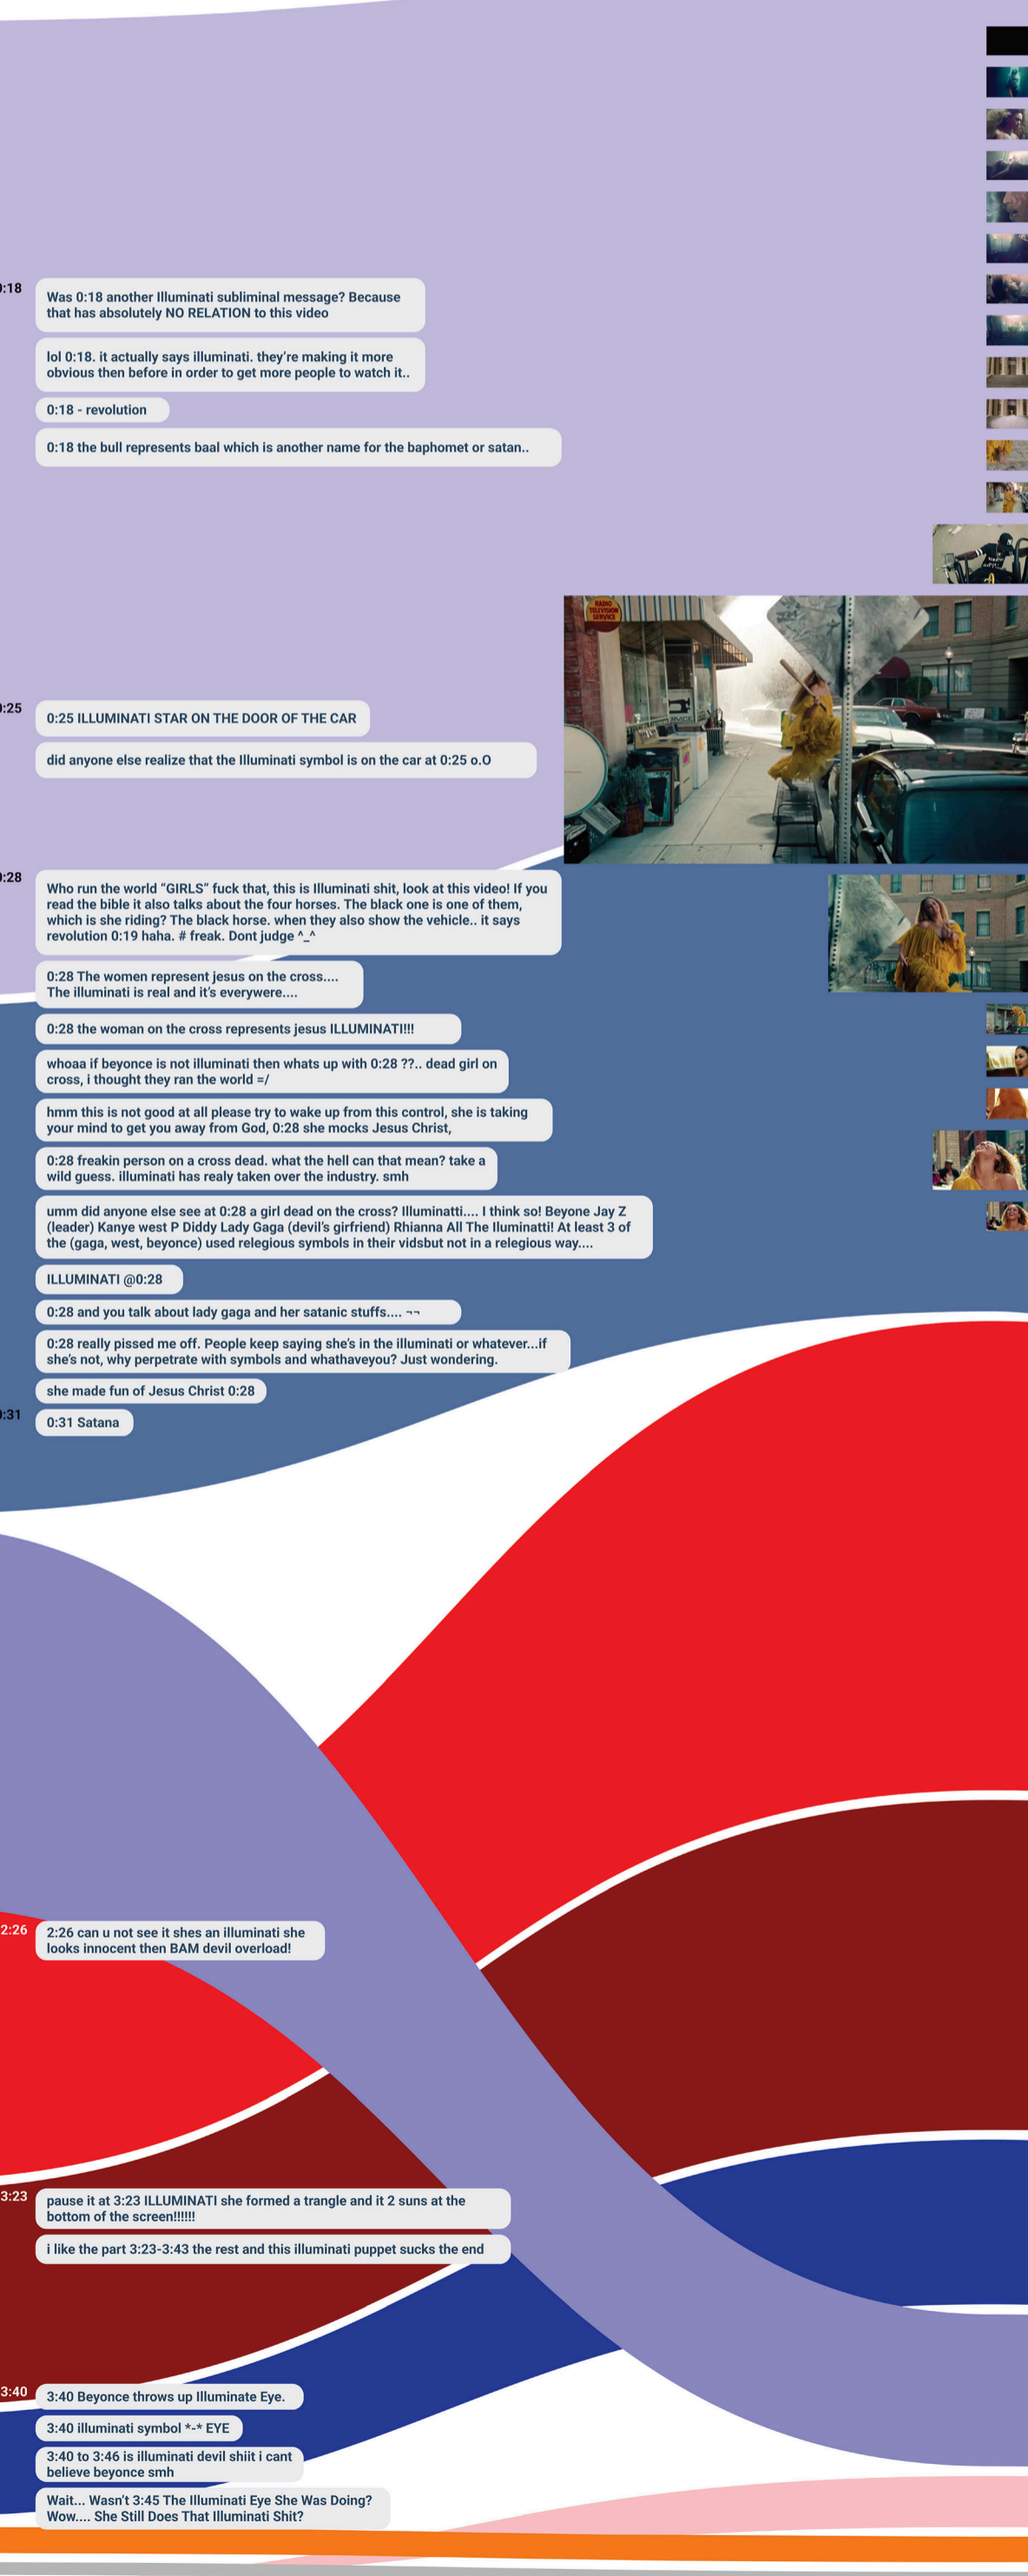 0:18
Was 0:18 another Illuminati subliminal message? Because
that has absolutely NO RELATION to this video
lol 0:18. it actually says illuminati. they're making it more
obvious then before in order to get more people to watch it..
0:18 - revolution
0:18 the bull represents baal which is another name for the baphomet or satan..
RADIO
TELEVISION
SERVICE
0:25
0:25 ILLUMINATI STAR ON THE DOOR OF THE CAR
did anyone else realize that the Illuminati symbol is on the car at 0:25 o.O
0:28
Who run the world “GIRLS” fuck that, this is Illuminati shit, look at this video! If you
read the bible it also talks about the four horses. The black one is one of them,
which is she riding? The black horse. when they also show the vehicle.. it says
revolution 0:19 haha. # freak. Dont judge ^_^
0:28 The women represent jesus on the cross....
The illuminati is real and it's everywere....
0:28 the woman on the cross represents jesus ILLUMINATI!!!
whoaa if beyonce is not illuminati then whats up with 0:28 ??.. dead girl on
cross, i thought they ran the world =/
hmm this is not good at all please try to wake up from this control, she is taking
your mind to get you away from God, 0:28 she mocks Jesus Christ,
0:28 freakin person on a cross dead. what the hell can that mean? take a
wild guess. illuminati has realy taken over the industry. smh
umm did anyone else see at 0:28 a girl dead on the cross? Illuminatti.... I think so! Beyone Jay Z
(leader) Kanye west P Diddy Lady Gaga (devil's girfriend) Rhianna All The Iluminatti! At least 3 of
the (gaga, west, beyonce) used relegious symbols in their vidsbut not in a relegious way....
ILLUMINATI @0:28
0:28 and you talk about lady gaga and her satanic stuffs.... ¬¬
0:28 really pissed me off. People keep saying she's in the illuminati or whatever...if
she's not, why perpetrate with symbols and whathaveyou? Just wondering.
she made fun of Jesus Christ 0:28
0:31
0:31 Satana
2:26
2:26 can u not see it shes an illuminati she
looks innocent then BAM devil overload!
3:23
pause it at 3:23 ILLUMINATI she formed a trangle and it 2 suns at the
bottom of the screen!!!!!!
i like the part 3:23-3:43 the rest and this illuminati puppet sucks the end
3:40
3:40 Beyonce throws up Illuminate Eye.
3:40 illuminati symbol *-* EYE
3:40 to 3:46 is illuminati devil shiit i cant
believe beyonce smh
Wait... Wasn't 3:45 The Illuminati Eye She Was Doing?
Wow.... She Still Does That Illuminati Shit?